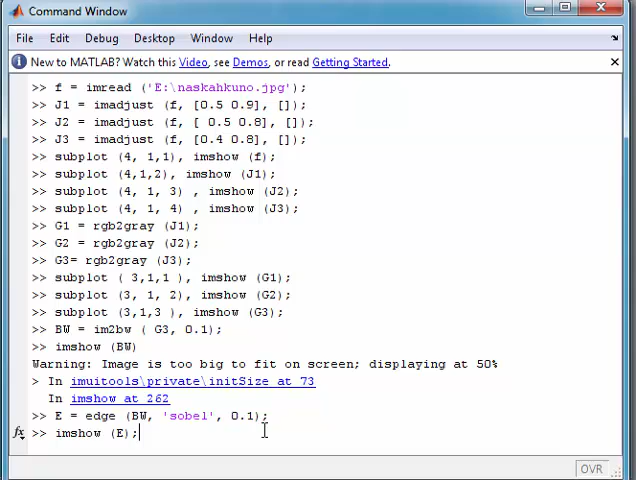 Command Window
File Edit Debug Desktop Window Help
New to MATLAB? Watch this Video, see Demos, or read Getting Started.
>> f = imread ('E:\naskahkuno.jpg');
>> J1 = imadjust (f, [0.5 0.9], []);
>> J2 = imadjust (f, [ 0.5 0.8], []);
>> J3 = imadjust (f, [0.4 0.8], []);
>> subplot (4, 1,1), imshow (f);
>> subplot (4,1,2), imshow (J1);
>> subplot (4, 1, 3) , imshow (J2);
>> subplot (4, 1, 4) , imshow (J3);
>> G1 = rgb2gray (J1);
>> G2 = rgb2gray (J2);
>> G3= rgb2gray (J3);
>> subplot ( 3,1,1 ), imshow (G1);
>> subplot (3, 1, 2), imshow (G2);
>> subplot (3,1,3 ), imshow (G3);
>> BW = im2bw ( G3, 0.1);
>> imshow (BW)
Warning: Image is too big to fit on screen; displaying at 50%
> In imuitools\private\initSize at 73
In imshow at 262
>> E = edge (BW, 'sobel', 0.1);
fx >> imshow (E);
OVR